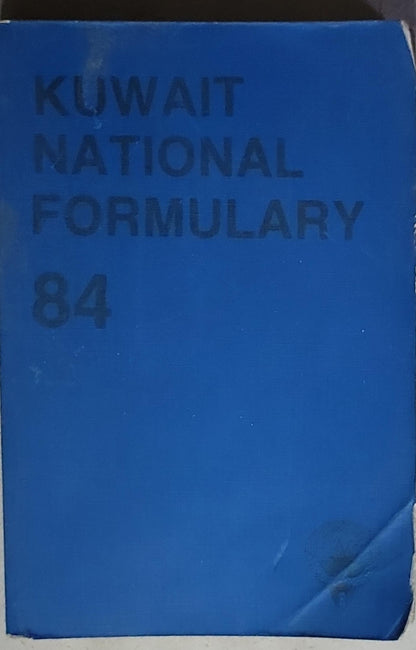 KUWAIT
NATIONAL
FORMULARY
84